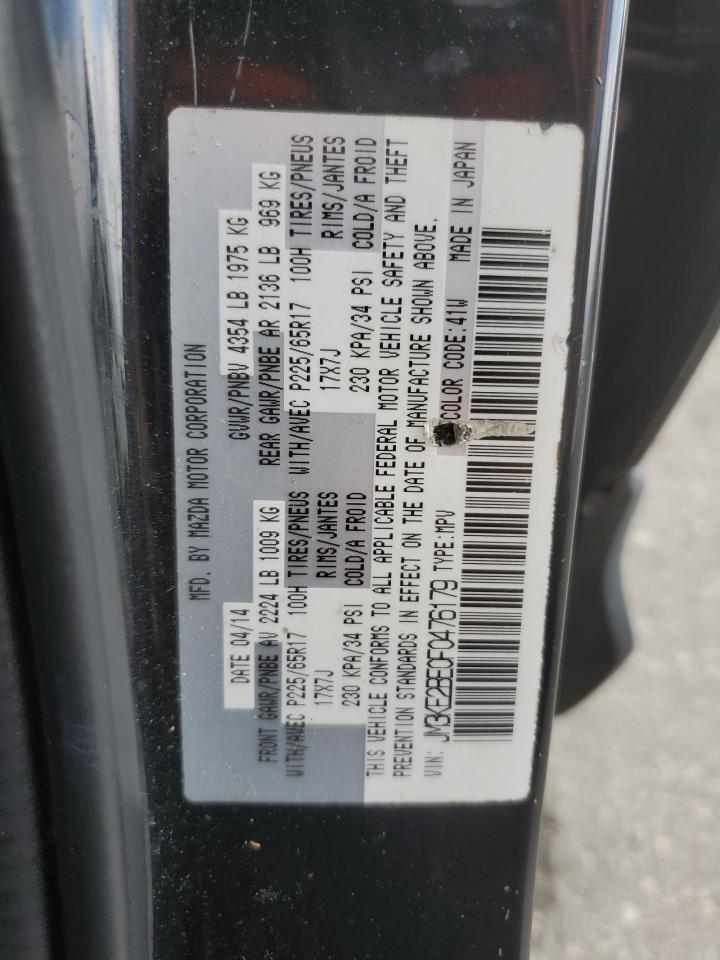 MFD. BY MAZDA MOTOR CORPORATION
DATE 04/14 GVWR/PNBV 4354 LB 1975 KG
FRONT GAWR/PNBE AV 2224 LB 1009 KG REAR GAWR/PNBE AR 2136 LB 969 KG
WITH/AVEC P225/65R17 100H TIRES/PNEUS WITH/AVEC P225/65R17 100H TIRES/PNEUS
17X7J RIMS/JANTES 17X7J RIMS/JANTES
230 KPA/34 PSI COLD/A FROID 230 KPA/34 PSI COLD/A FROID
THIS VEHICLE CONFORMS TO ALL APPLICABLE FEDERAL MOTOR VEHICLE SAFETY AND THEFT
PREVENTION STANDARDS IN EFFECT ON THE DATE OF MANUFACTURE SHOWN ABOVE.
VIN: JM3KE2BE0F0476179 TYPE:MPV COLOR CODE:41W MADE IN JAPAN